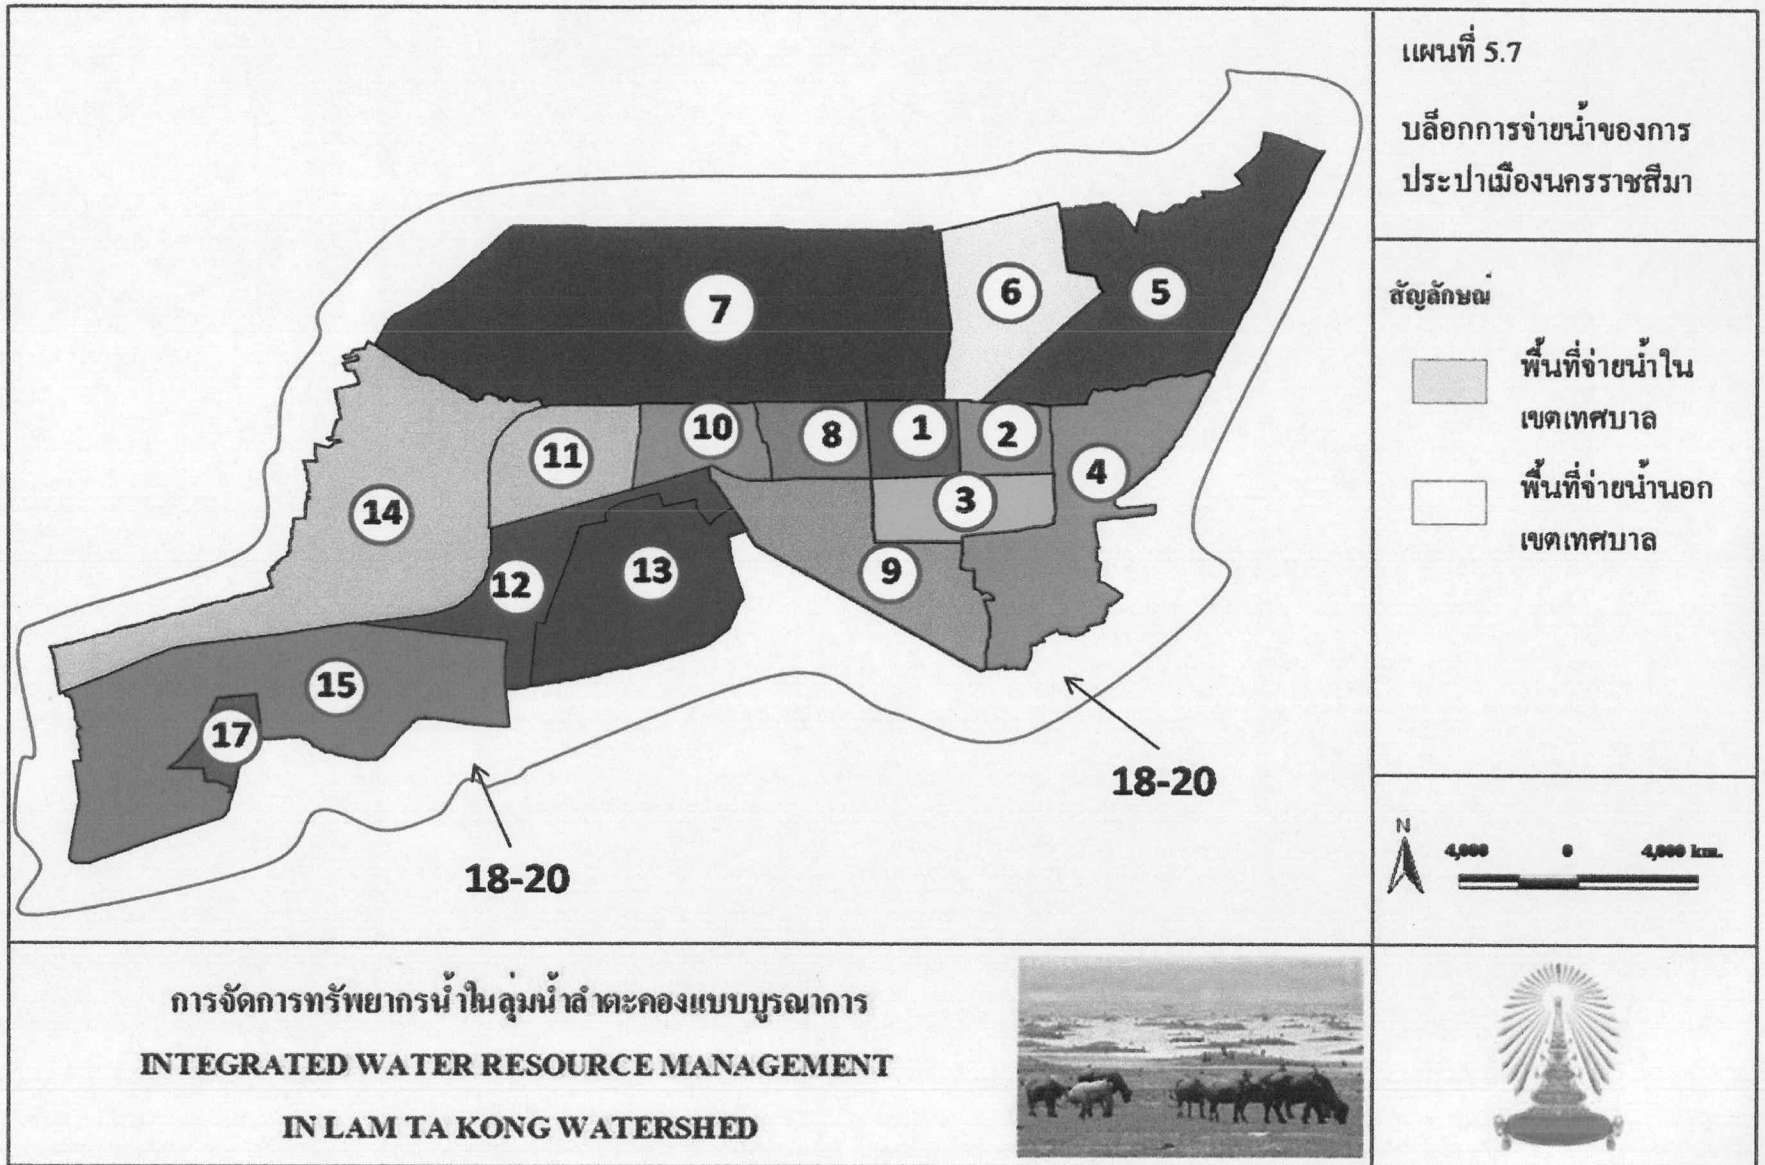 แผนที่ 5.7
บล็อกการจ่ายน้ำของการ
ประปาเมืองนครราชสีมา
สัญลักษณ์
พื้นที่จ่ายน้ำใน
เขตเทศบาล
พื้นที่จ่ายน้ำนอก
เขตเทศบาล
7
6
5
10
8
1
2
11
4
3
14
12
13
9
15
17
18-20
18-20
N
4,000 0 4,000 km.
การจัดการทรัพยากรน้ำในลุ่มน้ำลำตะคองแบบบูรณาการ
INTEGRATED WATER RESOURCE MANAGEMENT
IN LAM TA KONG WATERSHED